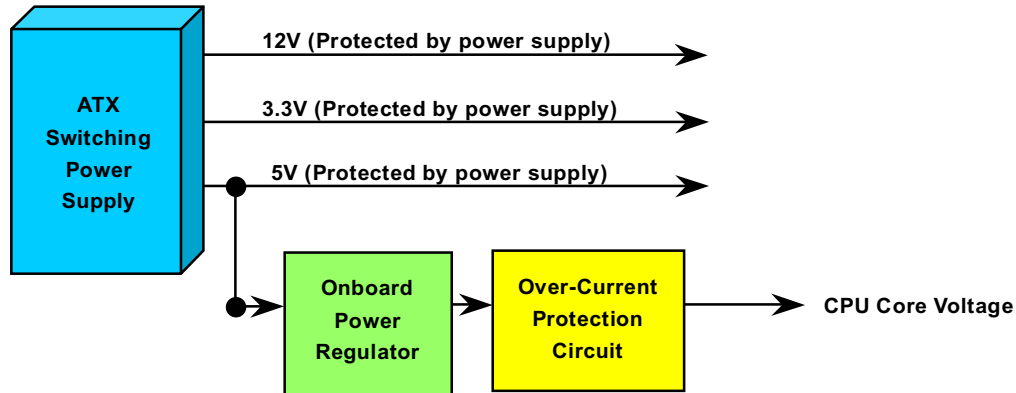 12V (Protected by power supply)
ATX
Switching
Power
Supply
3.3V (Protected by power supply)
5V (Protected by power supply)
Onboard
Power
Regulator
Over-Current
Protection
Circuit
CPU Core Voltage